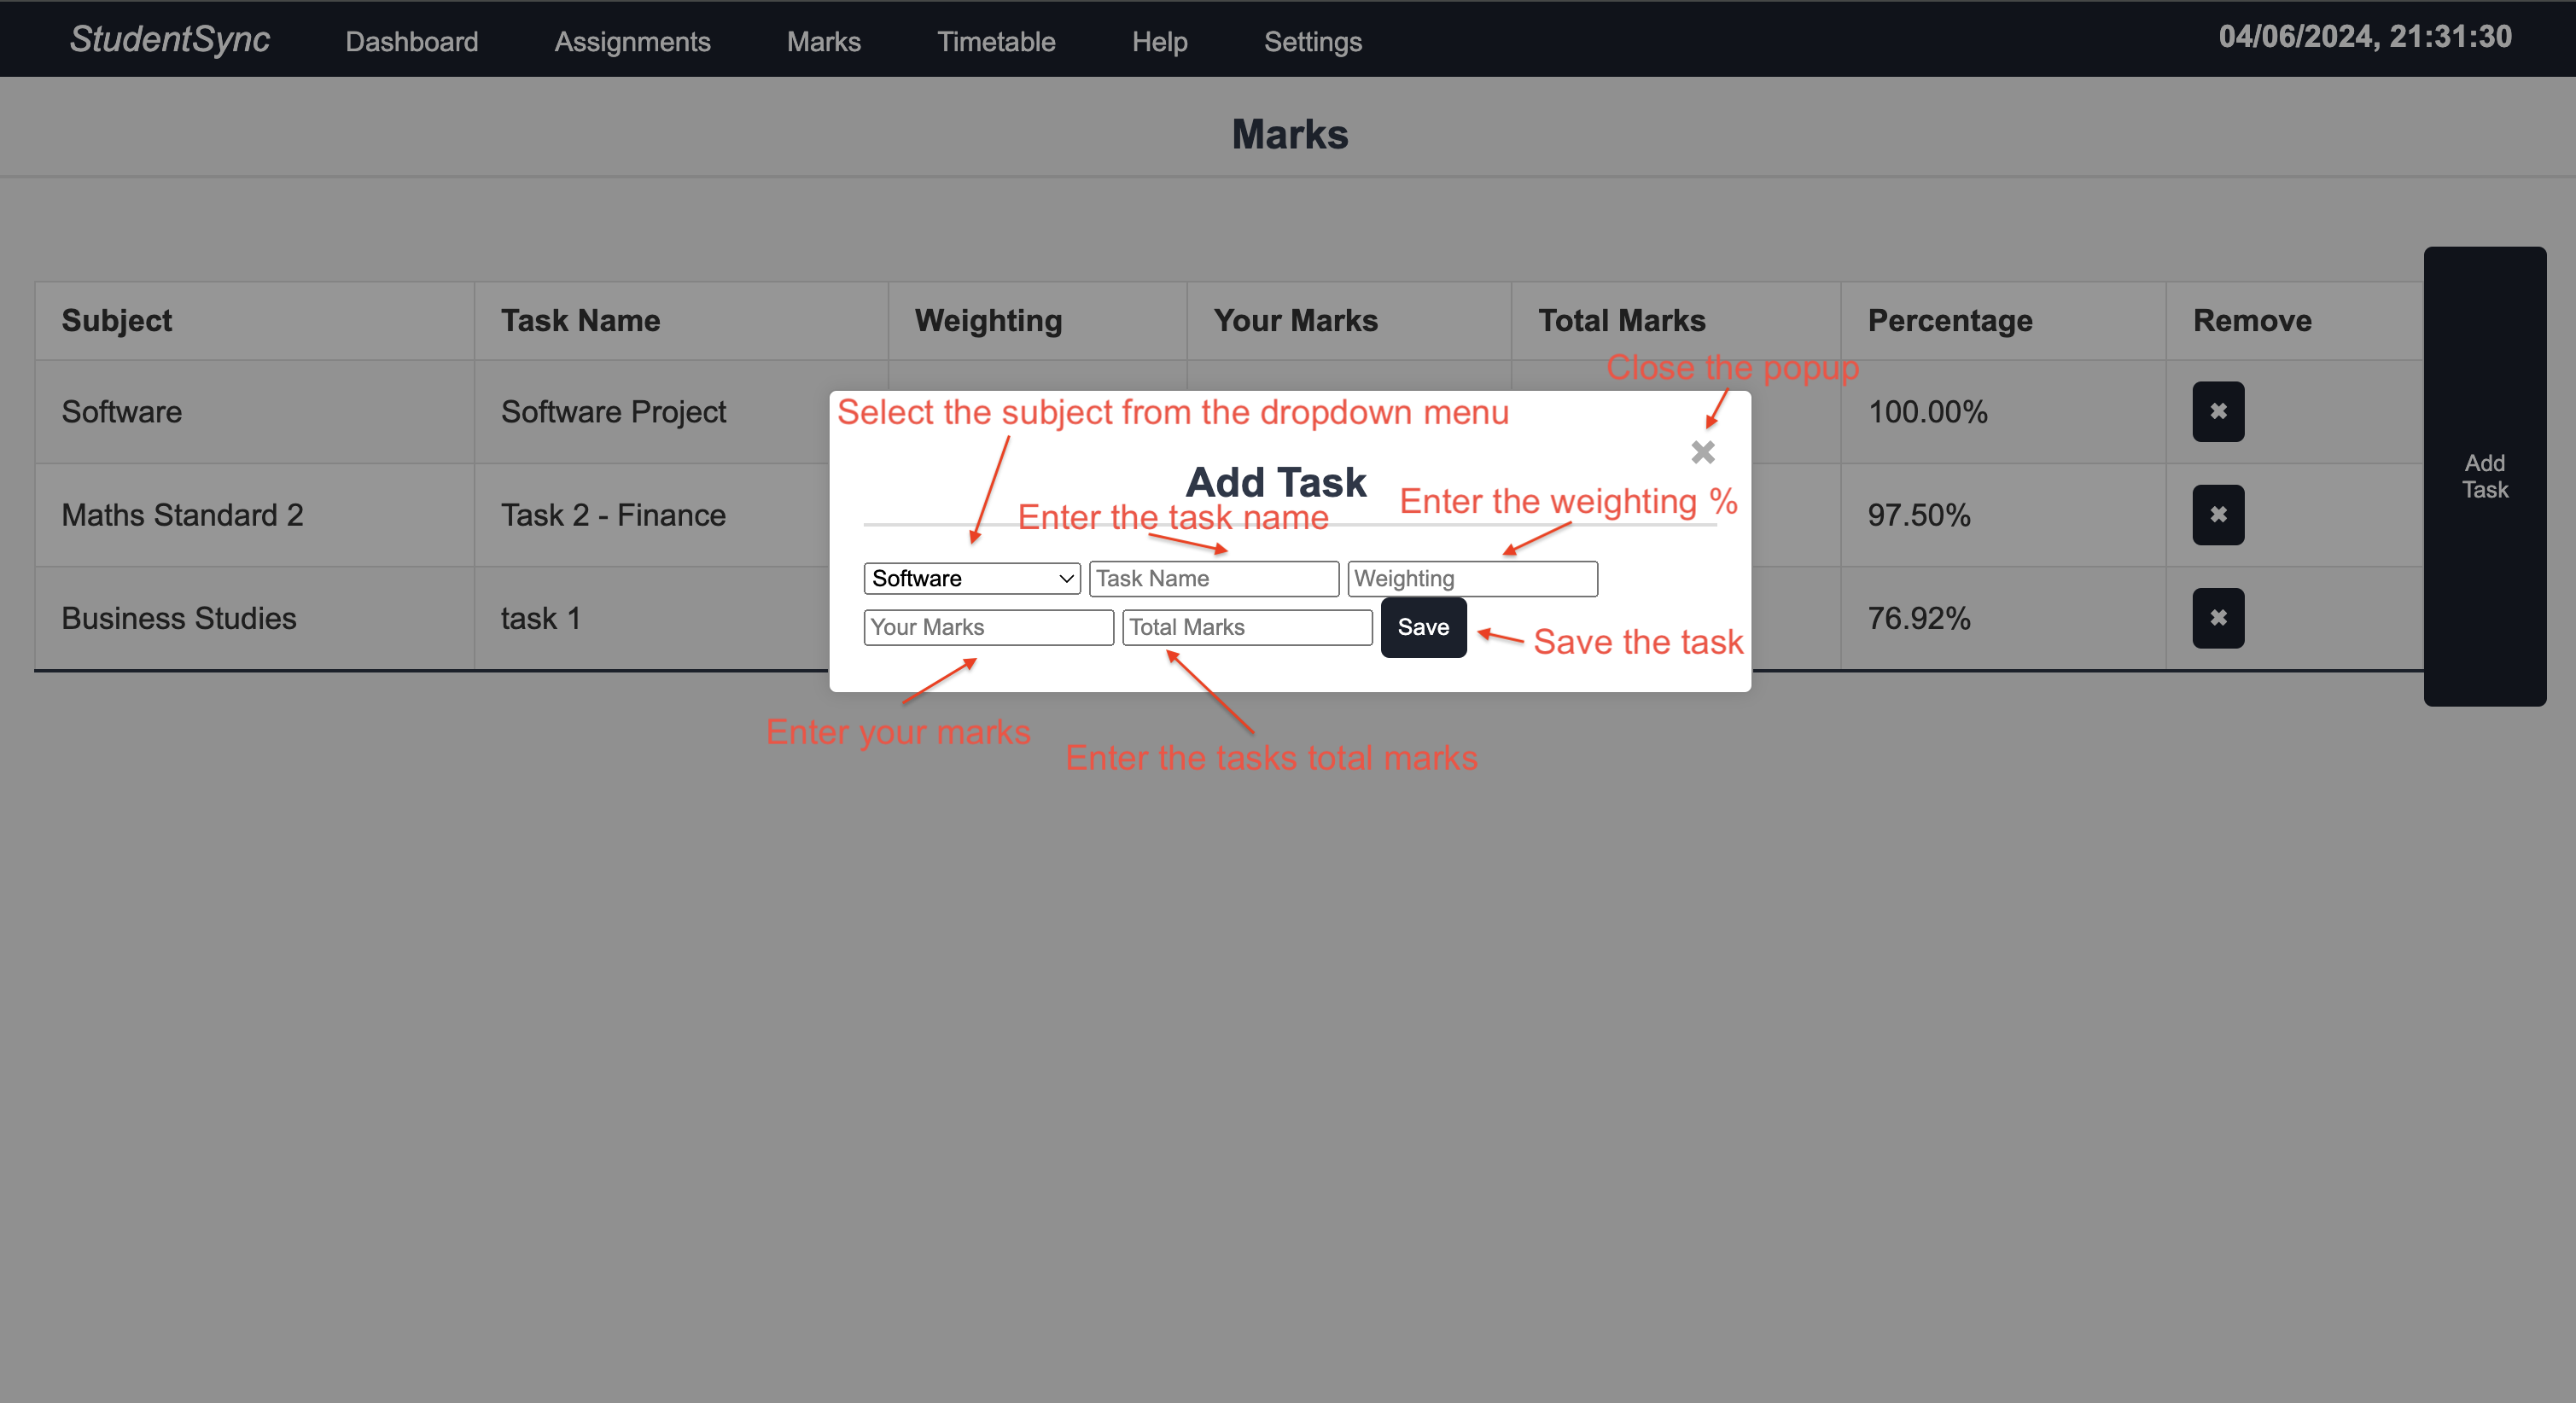 StudentSync Dashboard Assignments Marks Timetable Help Settings 04/06/2024, 21:31:30
Marks
Subject Task Name Weighting Your Marks Total Marks Percentage Remove
Close the popup
Software Software Project 100.00% ✖
Select the subject from the dropdown menu
✖
Add Task
Enter the task name
Enter the weighting %
Maths Standard 2 Task 2 - Finance 97.50% ✖
Add
Task
Software Task Name Weighting
Business Studies task 1 76.92% ✖
Your Marks Total Marks Save
Save the task
Enter your marks
Enter the tasks total marks